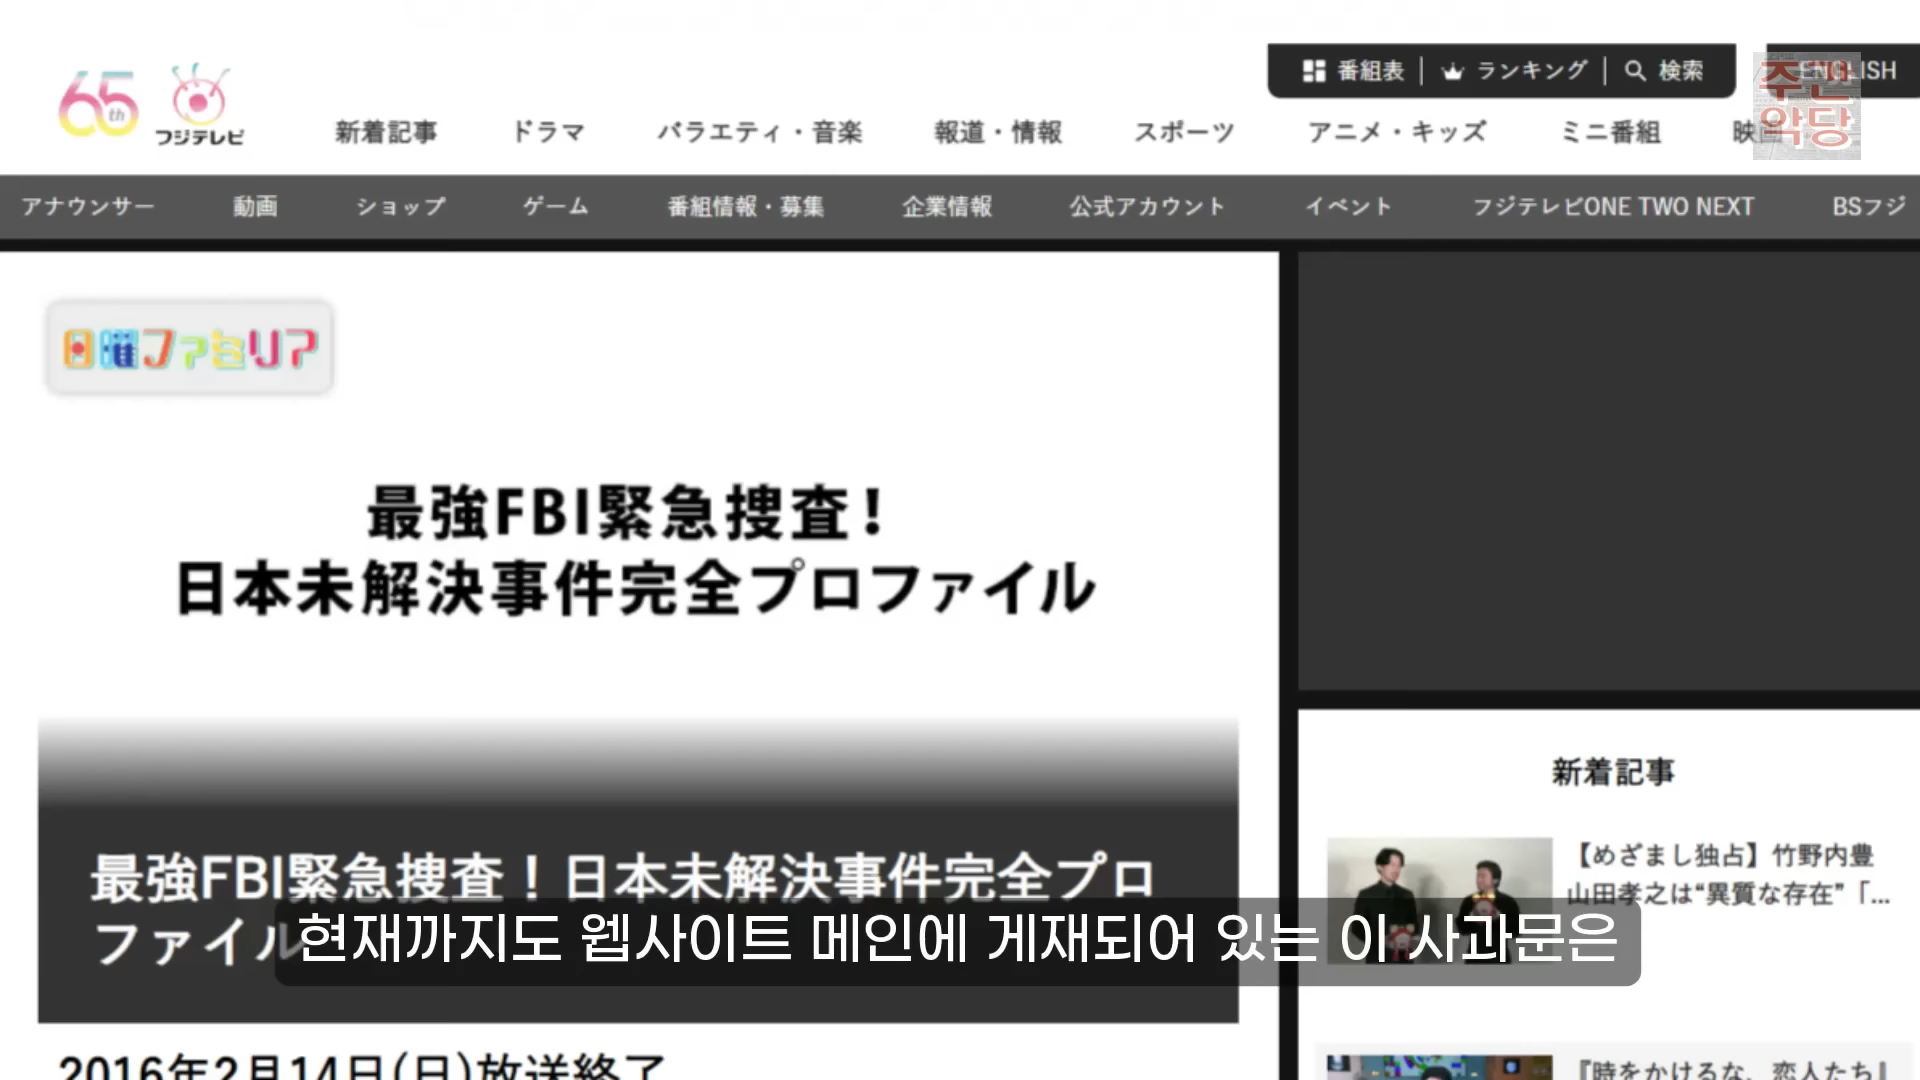 番組表 ランキング 検索 ENGLISH
주간
악당
65th フジテレビ
新着記事 ドラマ バラエティ・音楽 報道・情報 スポーツ アニメ・キッズ ミニ番組 映画
アナウンサー 動画 ショップ ゲーム 番組情報・募集 企業情報 公式アカウント イベント フジテレビONE TWO NEXT BSフジ
日曜ファミリア
最強FBI緊急捜査!
日本未解決事件完全プロファイル
最強FBI緊急捜査!日本未解決事件完全プロ
ファイル
2016年2月14日(日)放送終了
新着記事
【めざまし独占】竹野内豊
山田孝之は“異質な存在”「...
『時をかけるな、恋人たち』
현재까지도 웹사이트 메인에 게재되어 있는 이 사과문은